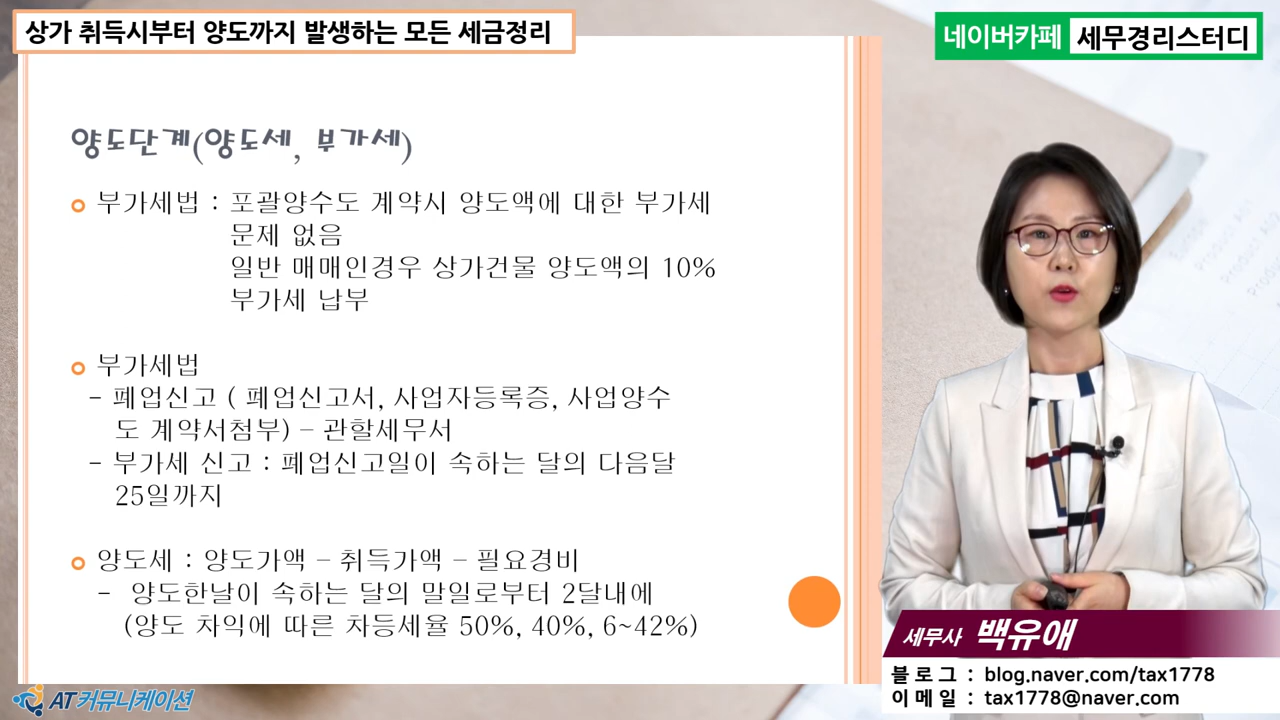 상가 취득시부터 양도까지 발생하는 모든 세금정리
네이버카페 세무경리스터디
양도단계(양도세, 부가세)
부가세법 : 포괄양수도 계약시 양도액에 대한 부가세
문제 없음
일반 매매인경우 상가건물 양도액의 10%
부가세 납부
부가세법
- 폐업신고 ( 폐업신고서, 사업자등록증, 사업양수
도 계약서첨부) – 관할세무서
- 부가세 신고 : 폐업신고일이 속하는 달의 다음달
25일까지
양도세 : 양도가액 – 취득가액 – 필요경비
- 양도한날이 속하는 달의 말일로부터 2달내에
(양도 차익에 따른 차등세율 50%, 40%, 6~42%)
세무사 백유애
블로그 : blog.naver.com/tax1778
이메일 : tax1778@naver.com
AT커뮤니케이션